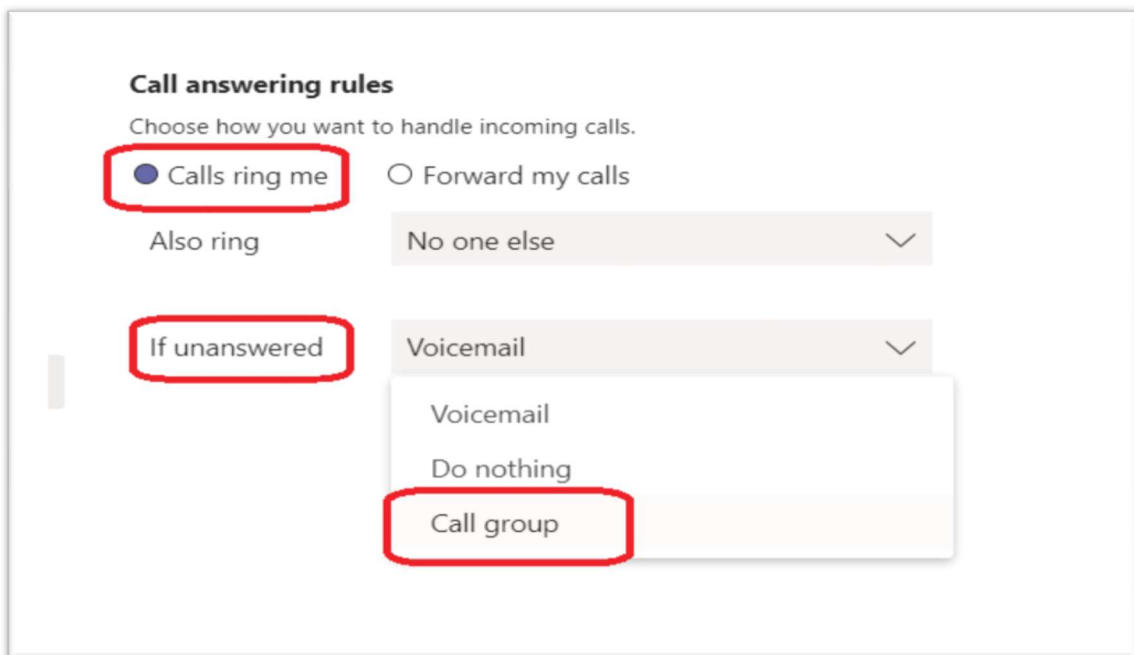 Call answering rules
Choose how you want to handle incoming calls.
Calls ring me Forward my calls
Also ring No one else
If unanswered Voicemail
Voicemail
Do nothing
Call group